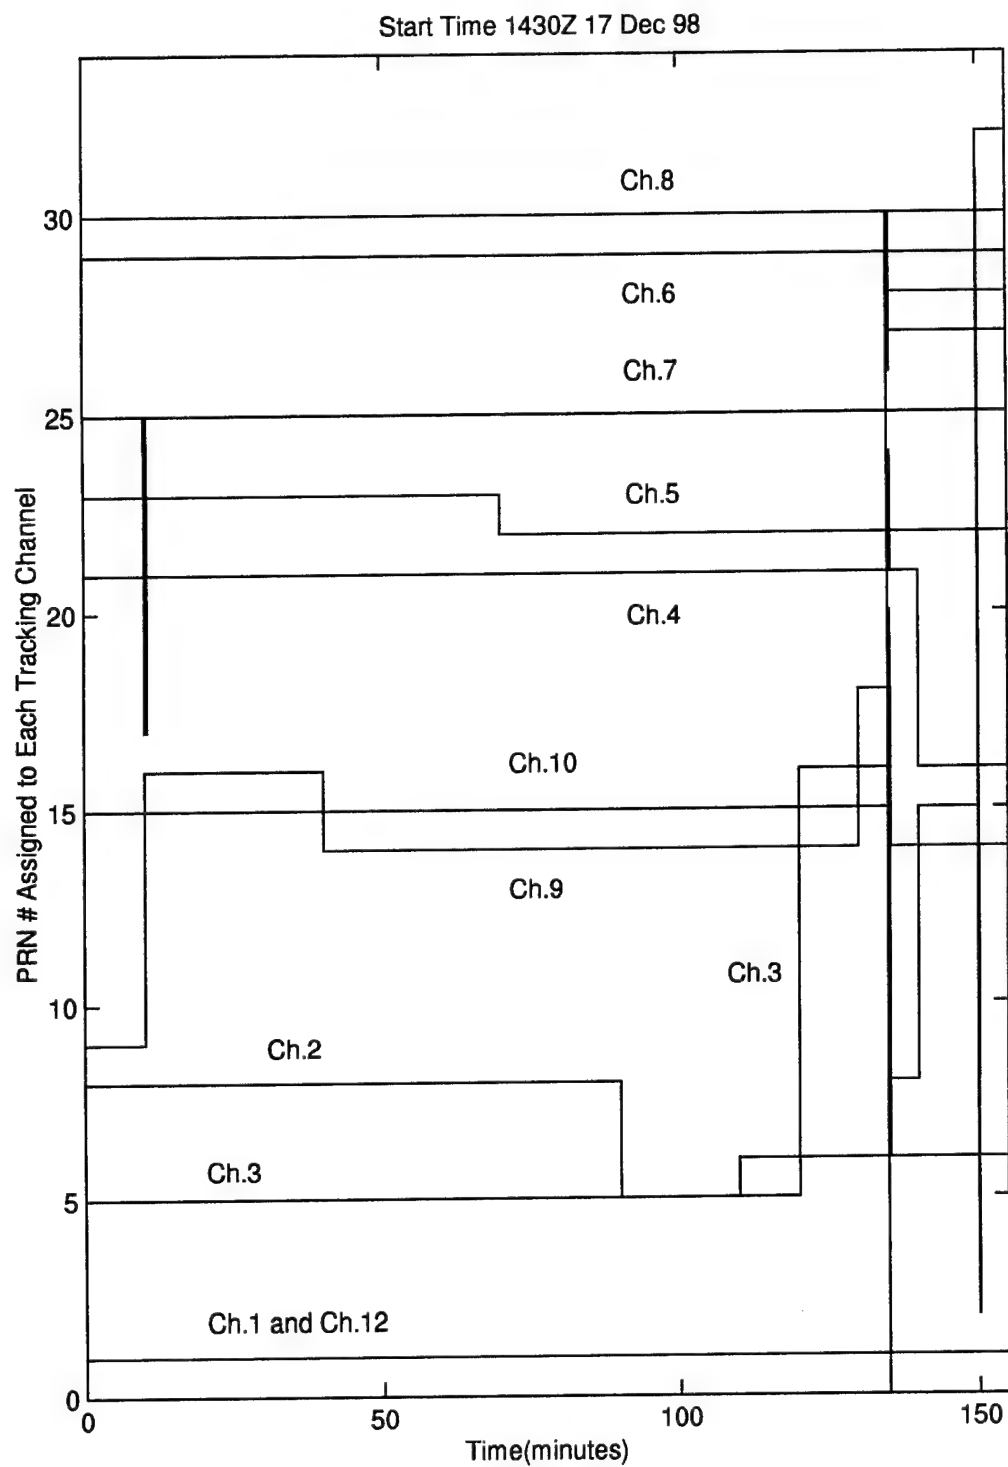 Start Time 1430Z 17 Dec 98
Ch.8
30
Ch.6
Ch.7
25
Ch.5
20
Ch.4
Ch.10
15
Ch.9
Ch.3
10
Ch.2
Ch.3
5
Ch.1 and Ch.12
0
0
50
100
150
Time(minutes)
PRN # Assigned to Each Tracking Channel